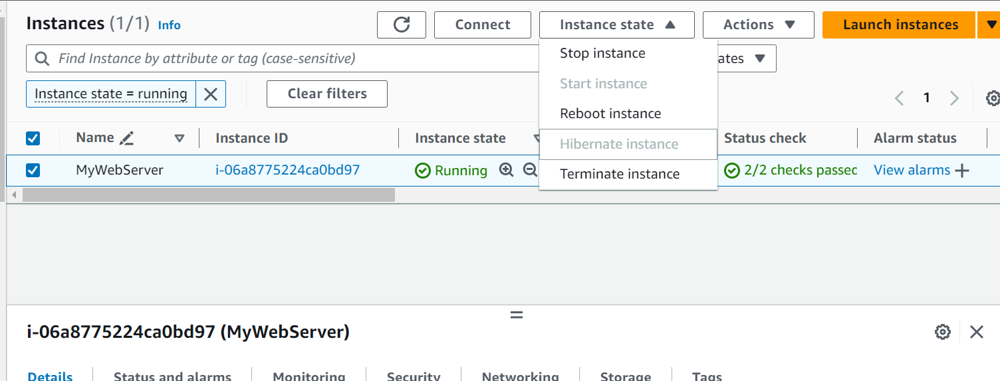 Instances (1/1) Info
Connect
Instance state
Actions
Launch instances
Find Instance by attribute or tag (case-sensitive)
Stop instance
Start instance
Reboot instance
Hibernate instance
Terminate instance
ates
Instance state = running
Clear filters
1
Name
Instance ID
Instance state
Status check
Alarm status
MyWebServer
i-06a8775224ca0bd97
Running
2/2 checks passed
View alarms
i-06a8775224ca0bd97 (MyWebServer)
Details
Status and alarms
Monitoring
Security
Networking
Storage
Tags